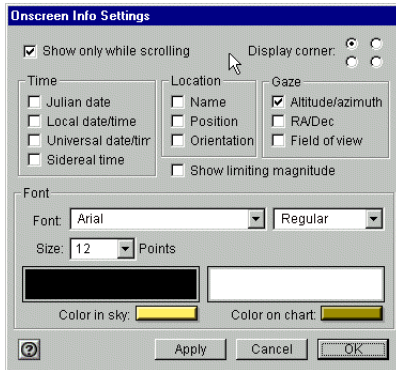 Onscreen Info Settings
Show only while scrolling
Display corner:
Time
Location
Gaze
Julian date
Name
Altitude/azimuth
Local date/time
Position
RA/Dec
Universal date/tim
Orientation
Field of view
Sidereal time
Show limiting magnitude
Font
Font: Arial Regular
Size: 12 Points
Color in sky:
Color on chart:
? Apply Cancel OK